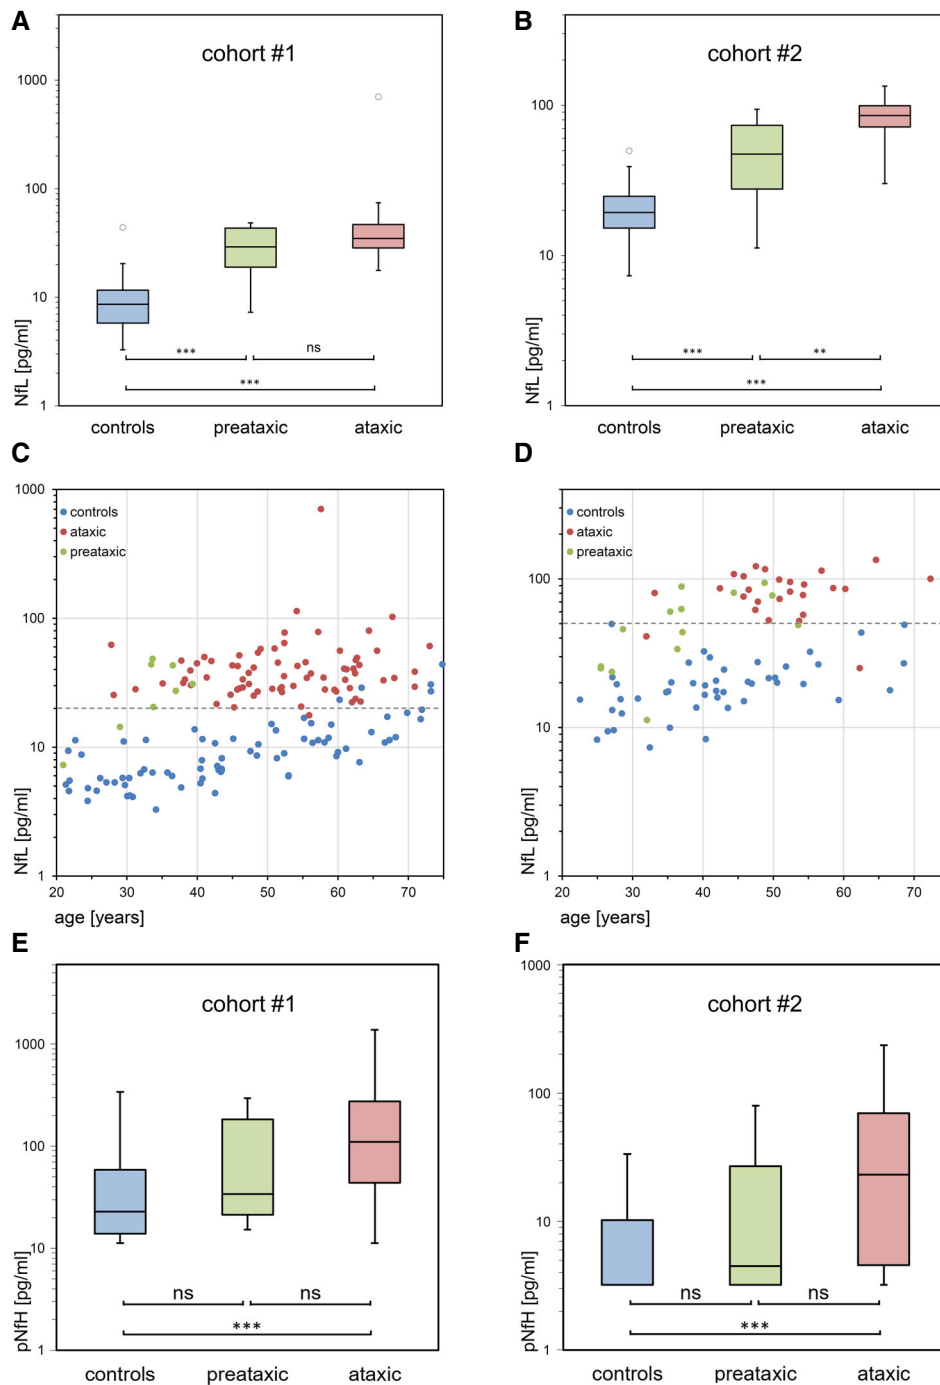 A
cohort #1
1000
100
10
1
NfL [pg/ml]
***
ns
***
controls preataxic ataxic
B
cohort #2
100
10
1
NfL [pg/ml]
***
**
***
controls preataxic ataxic
C
1000
100
10
1
NfL [pg/ml]
controls
ataxic
preataxic
20 30 40 50 60 70
age [years]
D
100
10
1
NfL [pg/ml]
controls
ataxic
preataxic
20 30 40 50 60 70
age [years]
E
cohort #1
1000
100
10
1
pNfH [pg/ml]
ns ns
***
controls preataxic ataxic
F
cohort #2
1000
100
10
1
pNfH [pg/ml]
ns ns
***
controls preataxic ataxic